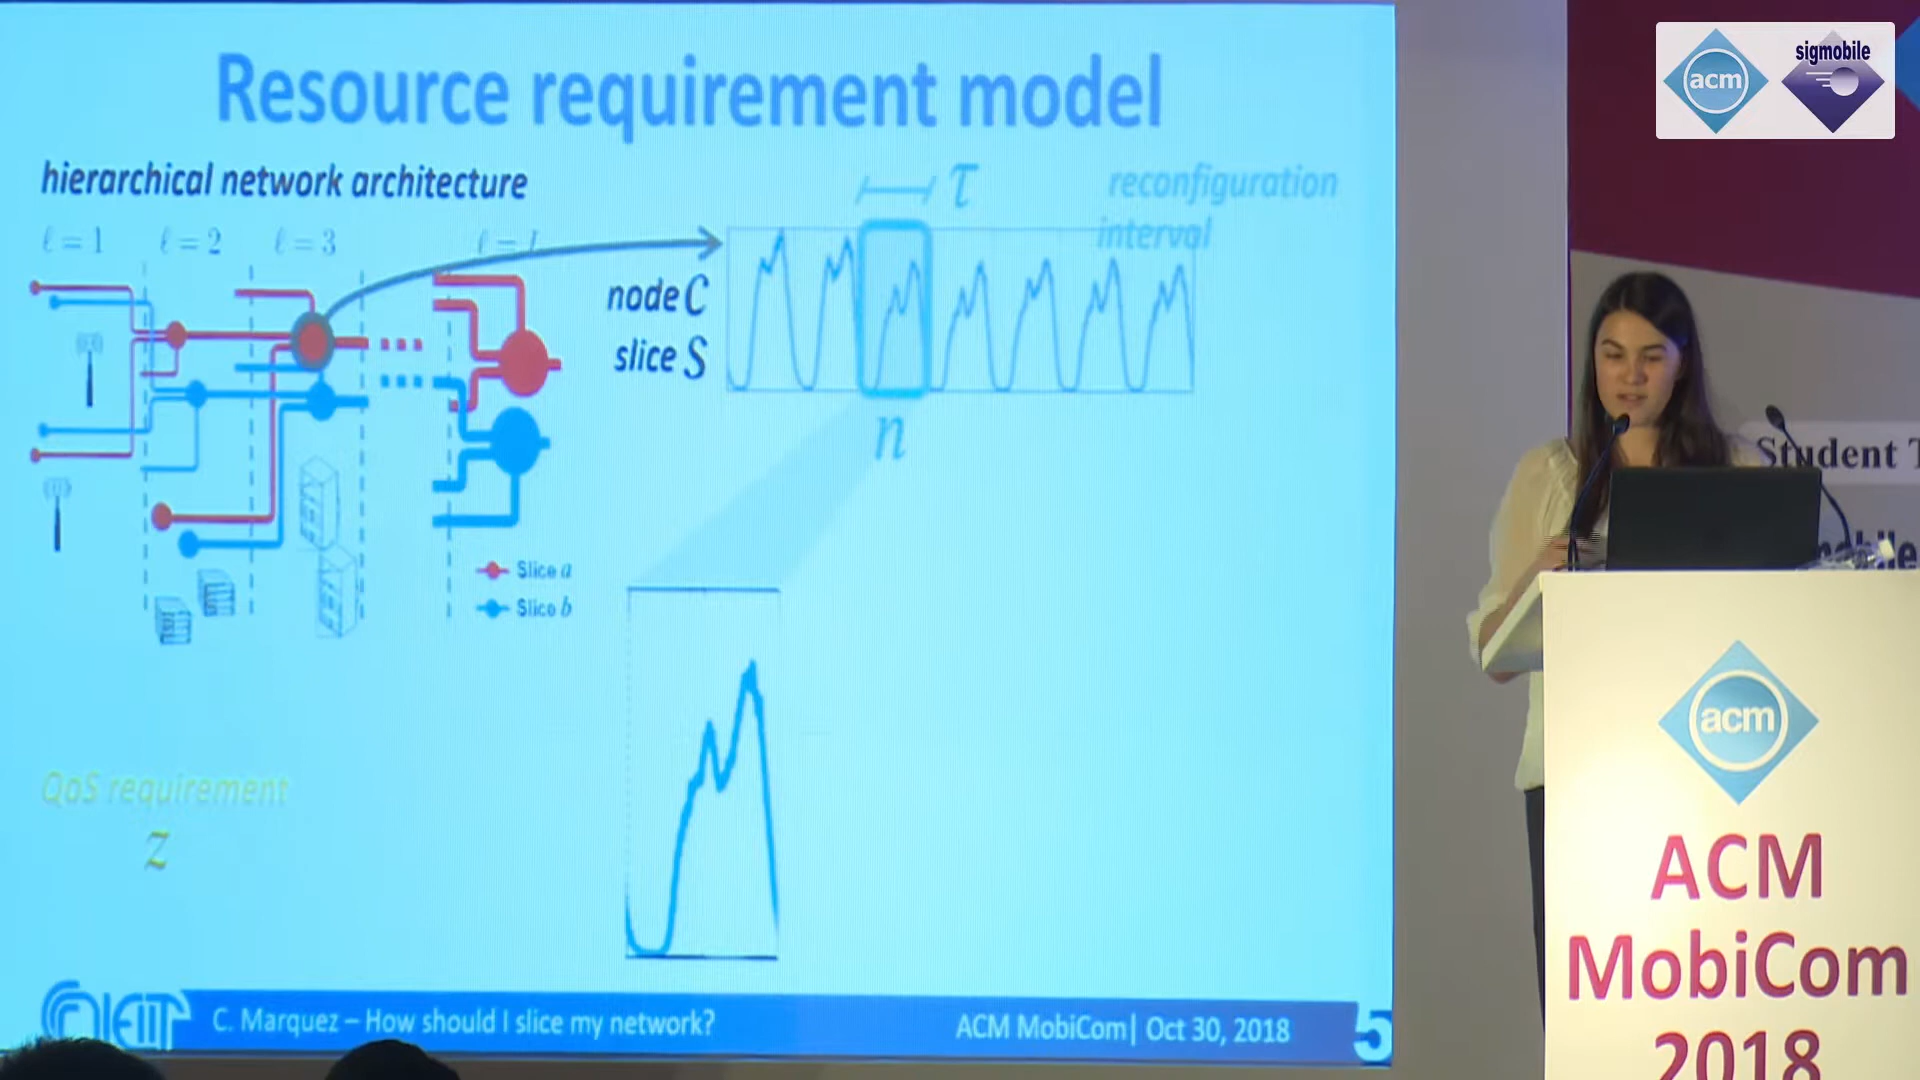 Resource requirement model
hierarchical network architecture
ℓ = 1
ℓ = 2
ℓ = 3
τ
reconfiguration
interval
node C
slice S
n
Slice a
Slice b
QoS requirement
z
C. Marquez – How should I slice my network?
ACM MobiCom| Oct 30, 2018
5
acm
sigmobile
Student T
acm
ACM
MobiCom
2018